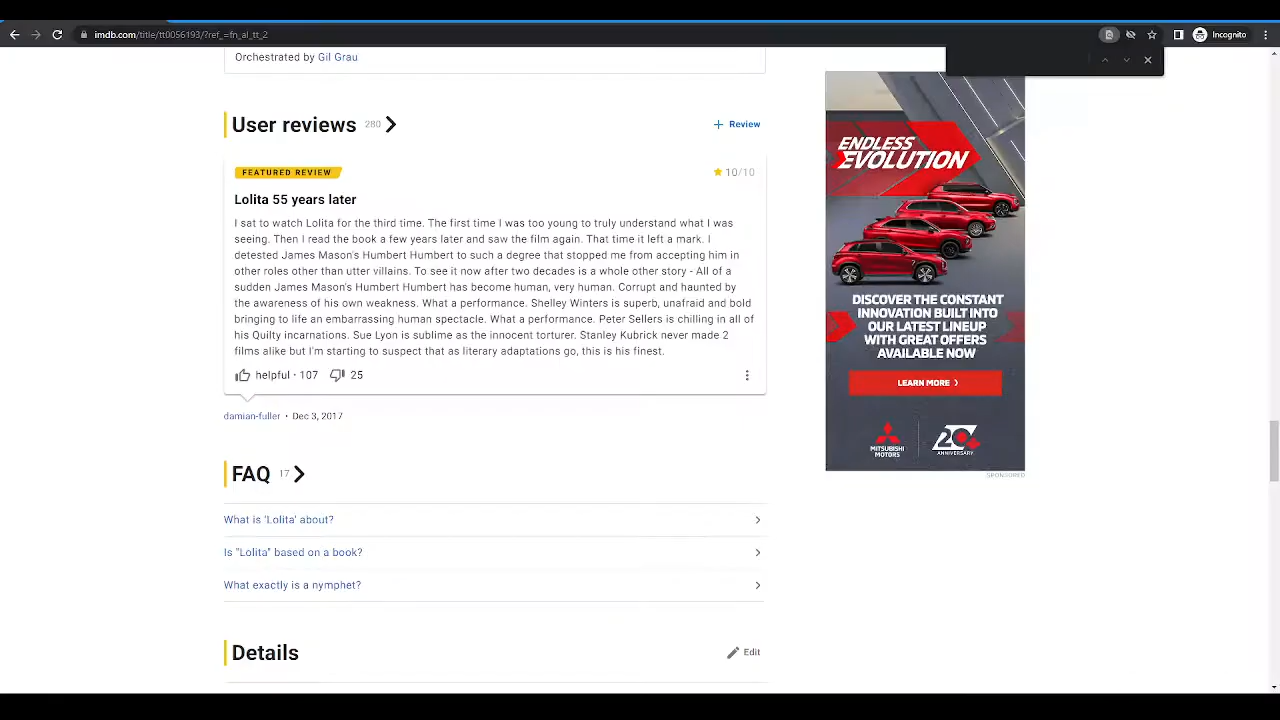 imdb.com/title/tt0056193/?ref_=fn_al_tt_2
Incognito
Orchestrated by Gil Grau
User reviews 280
Review
FEATURED REVIEW
10/10
Lolita 55 years later
I sat to watch Lolita for the third time. The first time I was too young to truly understand what I was
seeing. Then I read the book a few years later and saw the film again. That time it left a mark. I
detested James Mason's Humbert Humbert to such a degree that stopped me from accepting him in
other roles other than utter villains. To see it now after two decades is a whole other story - All of a
sudden James Mason's Humbert Humbert has become human, very human. Corrupt and haunted by
the awareness of his own weakness. What a performance. Shelley Winters is superb, unafraid and bold
bringing to life an embarrassing human spectacle. What a performance. Peter Sellers is chilling in all of
his Quilty incarnations. Sue Lyon is sublime as the innocent torturer. Stanley Kubrick never made 2
films alike but I'm starting to suspect that as literary adaptations go, this is his finest.
helpful • 107 25
damian-fuller • Dec 3, 2017
FAQ 17
What is 'Lolita' about?
Is "Lolita" based on a book?
What exactly is a nymphet?
Details
Edit
ENDLESS
EVOLUTION
DISCOVER THE CONSTANT
INNOVATION BUILT INTO
OUR LATEST LINEUP
WITH GREAT OFFERS
AVAILABLE NOW
LEARN MORE
MITSUBISHI
MOTORS
ANNIVERSARY
SPONSORED